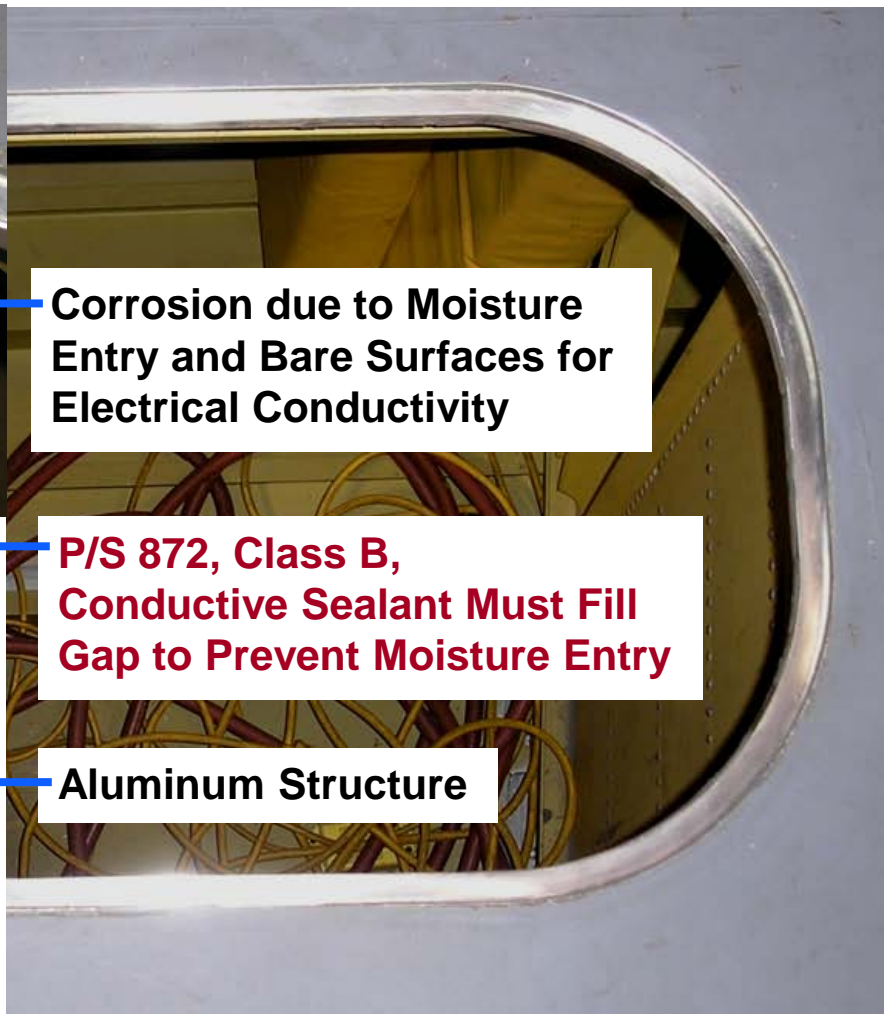 Corrosion due to Moisture
Entry and Bare Surfaces for
Electrical Conductivity
P/S 872, Class B,
Conductive Sealant Must Fill
Gap to Prevent Moisture Entry
Aluminum Structure